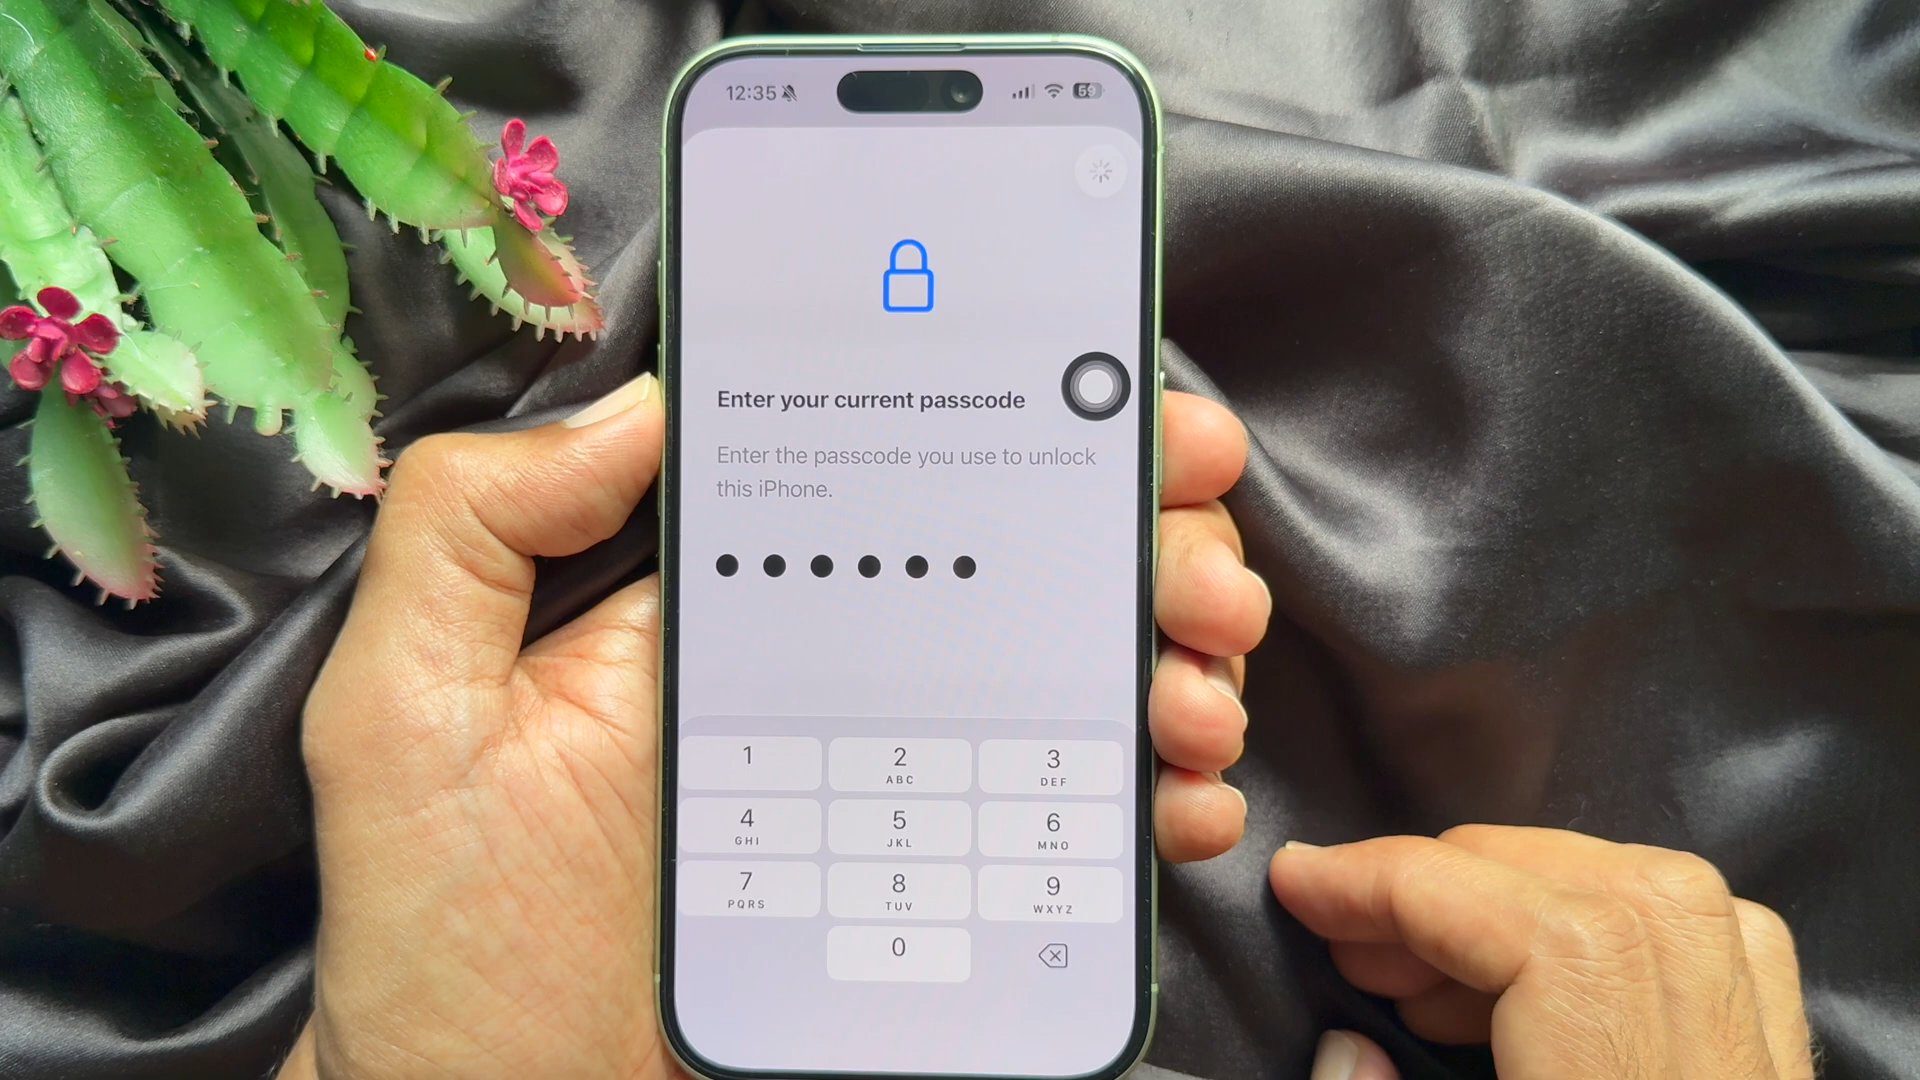 12:35
59
Enter your current passcode
Enter the passcode you use to unlock
this iPhone.
1
2
ABC
3
DEF
4
GHI
5
JKL
6
MNO
7
PQRS
8
TUV
9
WXYZ
0